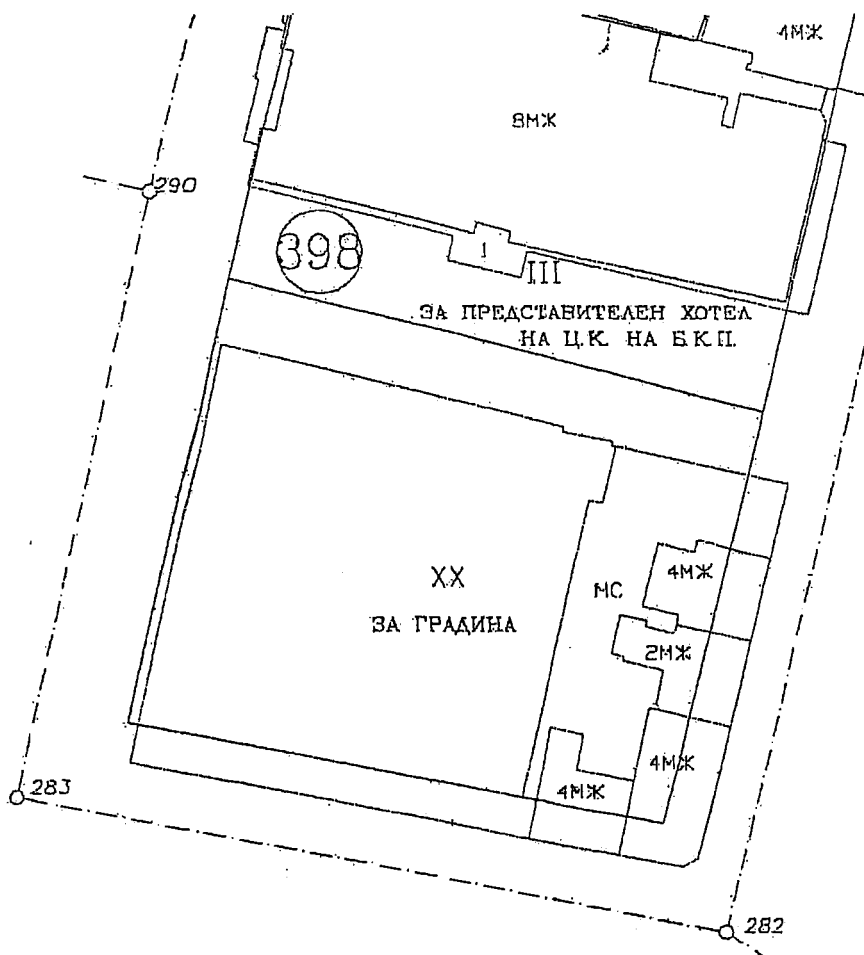 4МЖ
8МЖ
290
398
1
III
ЗА ПРЕДСТАВИТЕЛЕН ХОТЕЛ
НА Ц.К. НА Б.К.П.
XX
ЗА ГРАДИНА
МС
4МЖ
2МЖ
4МЖ
4МЖ
283
282